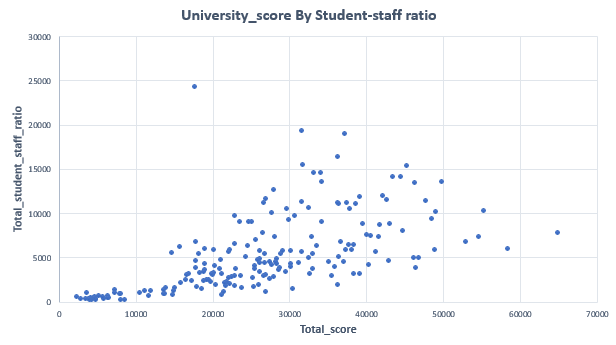 University_score By Student-staff ratio
30000
25000
20000
15000
10000
5000
0
Total_student_staff_ratio
0 10000 20000 30000 40000 50000 60000 70000
Total_score